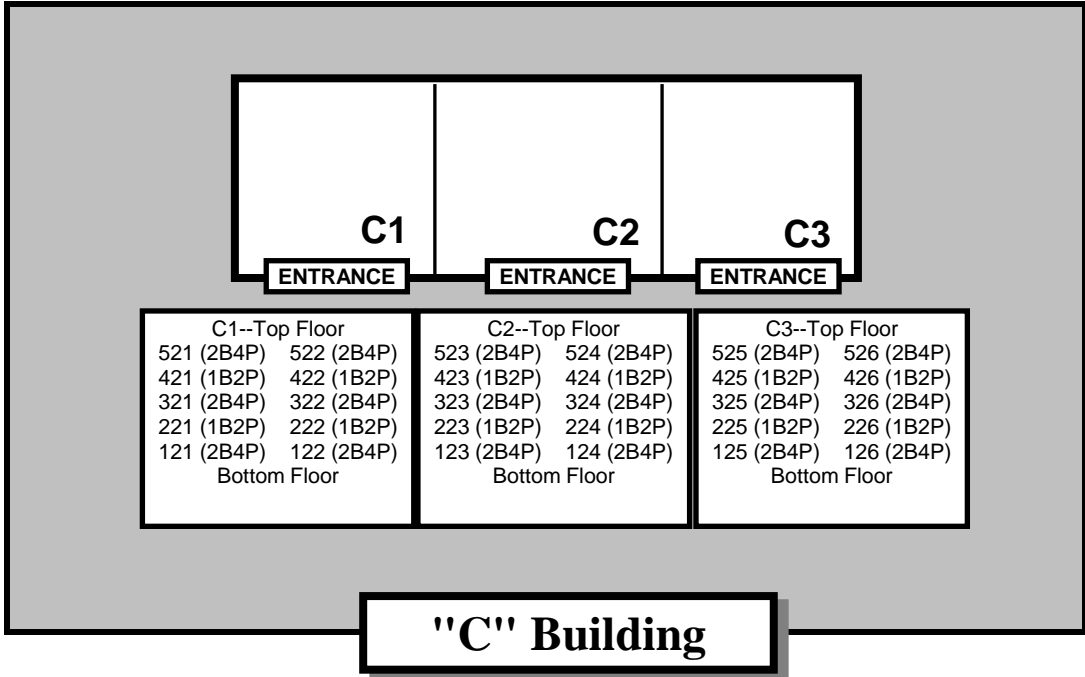 C1 C2 C3
ENTRANCE ENTRANCE ENTRANCE
C1--Top Floor
521 (2B4P) 522 (2B4P)
421 (1B2P) 422 (1B2P)
321 (2B4P) 322 (2B4P)
221 (1B2P) 222 (1B2P)
121 (2B4P) 122 (2B4P)
Bottom Floor
C2--Top Floor
523 (2B4P) 524 (2B4P)
423 (1B2P) 424 (1B2P)
323 (2B4P) 324 (2B4P)
223 (1B2P) 224 (1B2P)
123 (2B4P) 124 (2B4P)
Bottom Floor
C3--Top Floor
525 (2B4P) 526 (2B4P)
425 (1B2P) 426 (1B2P)
325 (2B4P) 326 (2B4P)
225 (1B2P) 226 (1B2P)
125 (2B4P) 126 (2B4P)
Bottom Floor
"C" Building